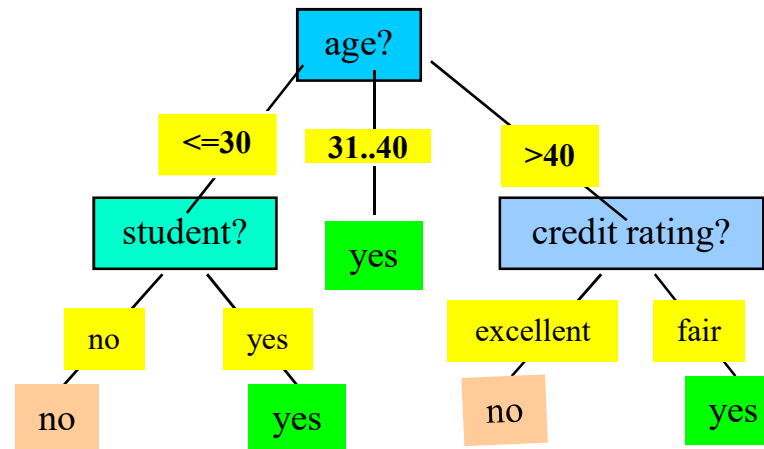 age?
<=30
31..40
>40
student?
yes
credit rating?
no
yes
excellent
fair
no
yes
no
yes